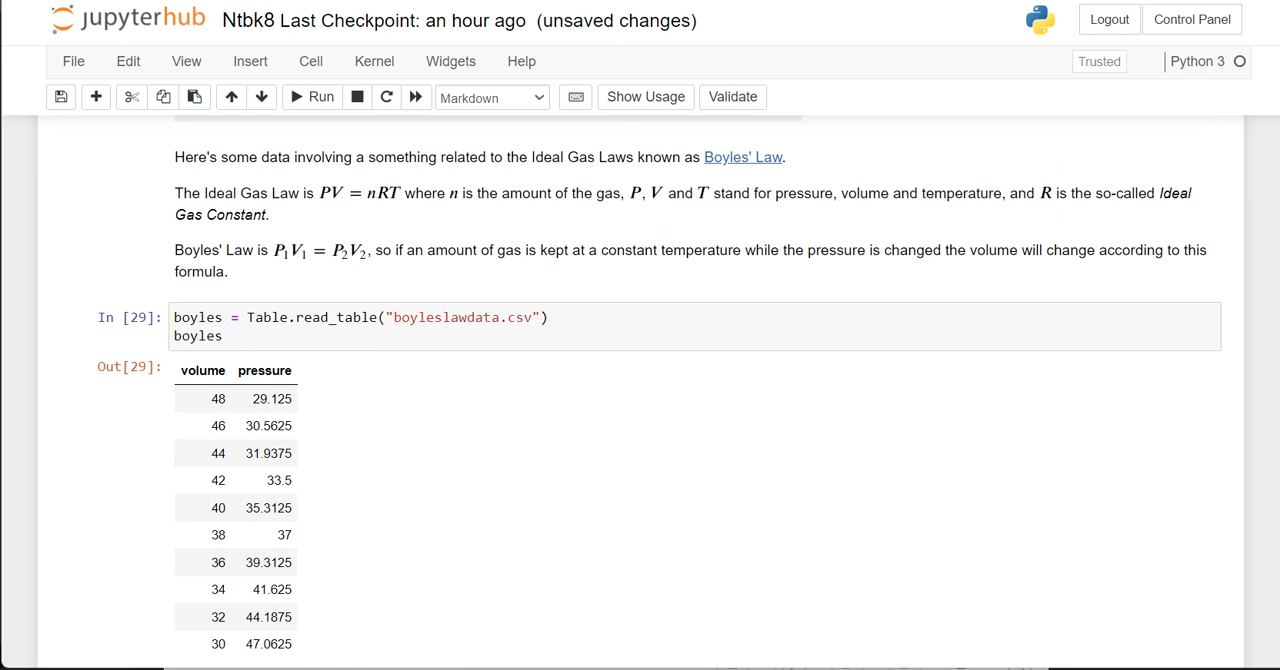 jupyterhub Ntbk8 Last Checkpoint: an hour ago (unsaved changes) Logout Control Panel
File Edit View Insert Cell Kernel Widgets Help Trusted Python 3
Run Markdown Show Usage Validate
Here's some data involving a something related to the Ideal Gas Laws known as Boyles' Law.
The Ideal Gas Law is PV = nRT where n is the amount of the gas, P, V and T stand for pressure, volume and temperature, and R is the so-called Ideal
Gas Constant.
Boyles' Law is P₁V₁ = P₂V₂, so if an amount of gas is kept at a constant temperature while the pressure is changed the volume will change according to this
formula.
In [29]: boyles = Table.read_table("boyleslawdata.csv")
boyles
Out[29]: volume pressure
48 29.125
46 30.5625
44 31.9375
42 33.5
40 35.3125
38 37
36 39.3125
34 41.625
32 44.1875
30 47.0625